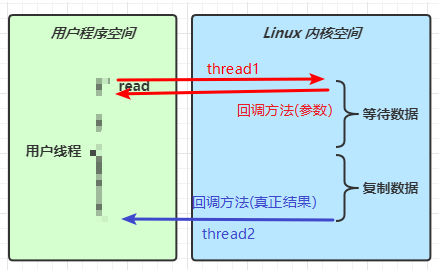 用户程序空间
Linux 内核空间
thread1
read
回调方法(参数)
等待数据
用户线程
复制数据
回调方法(真正结果)
thread2